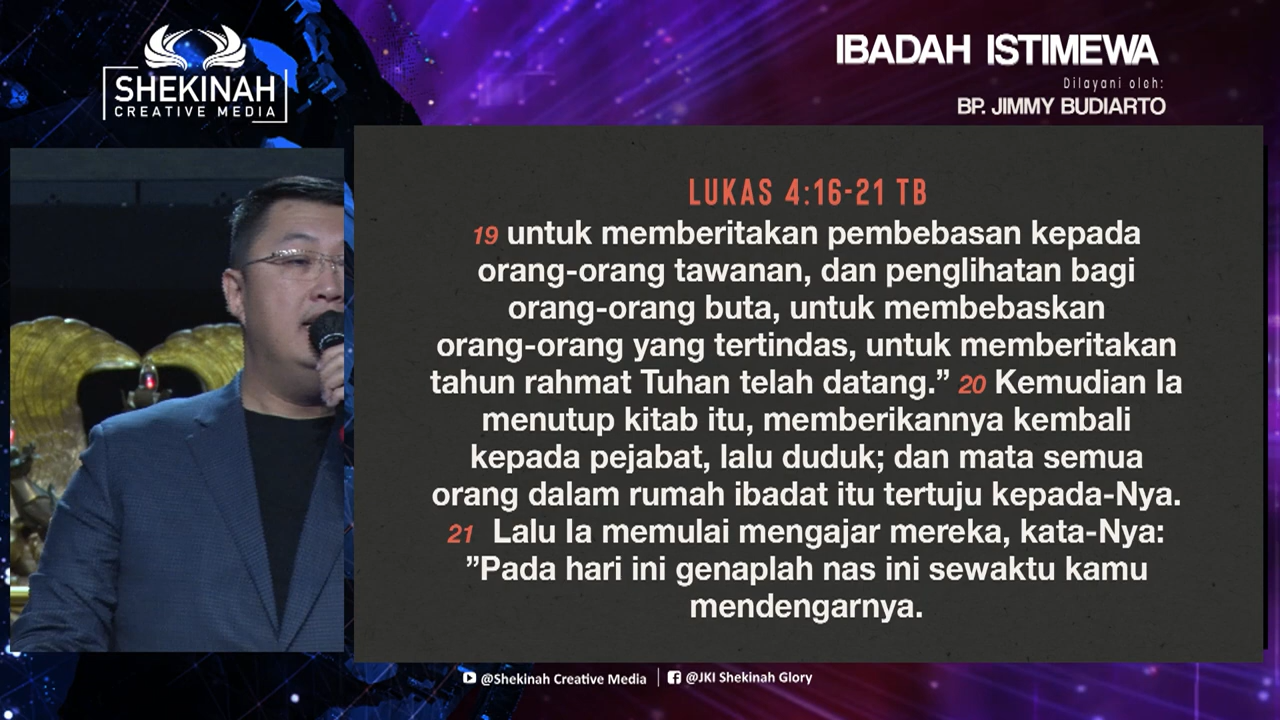 SHEKINAH
CREATIVE MEDIA
IBADAH ISTIMEWA
Dilayani oleh:
BP. JIMMY BUDIARTO
LUKAS 4:16-21 TB
19 untuk memberitakan pembebasan kepada
orang-orang tawanan, dan penglihatan bagi
orang-orang buta, untuk membebaskan
orang-orang yang tertindas, untuk memberitakan
tahun rahmat Tuhan telah datang.” 20 Kemudian Ia
menutup kitab itu, memberikannya kembali
kepada pejabat, lalu duduk; dan mata semua
orang dalam rumah ibadat itu tertuju kepada-Nya.
21 Lalu Ia memulai mengajar mereka, kata-Nya:
”Pada hari ini genaplah nas ini sewaktu kamu
mendengarnya.
@Shekinah Creative Media | @JKI Shekinah Glory